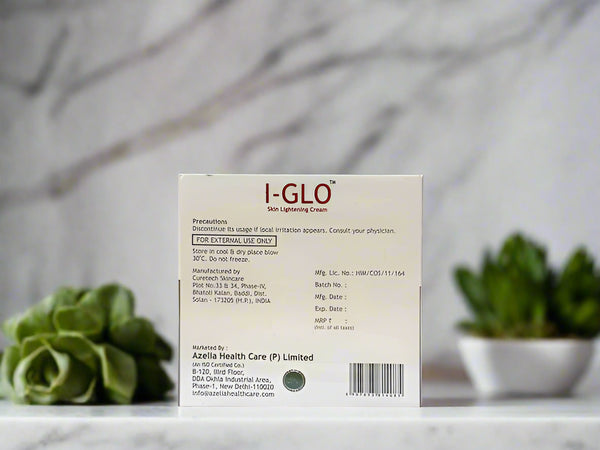 I-GLO™
Skin Lightening Cream
Precautions
Discontinue its usage if local irritation appears. Consult your physician.
FOR EXTERNAL USE ONLY
Store in cool & dry place blow
30°C. Do not freeze.
Manufactured by
Curetech Skincare
Plot No.33 & 34, Phase-IV,
Bhatoli Kalan, Baddi, Dist.
Solan - 173205 (H.P.), INDIA
Mfg. Lic. No.: HIM/COS/11/164
Batch No. :
Mfg. Date :
Exp. Date :
MRP ₹ :
(Incl. of all taxes)
Marketed By :
Azelia Health Care (P) Limited
(An ISO Certified Co.)
B-120, IIIrd Floor,
DDA Okhla Industrial Area,
Phase-1, New Delhi-110020
info@azeliahealthcare.com